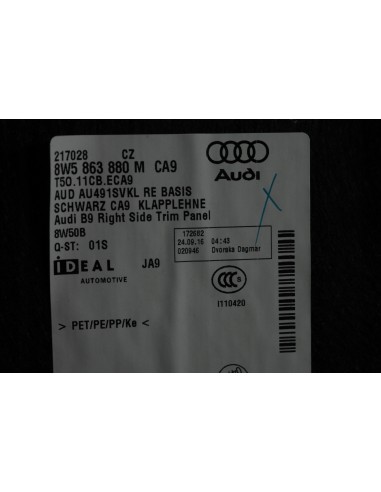 217028 CZ
8W5 863 880 M CA9
T50.11CB.ECA9
AUD AU491SVKL RE BASIS
SCHWARZ CA9 KLAPPLEHNE
Audi B9 Right Side Trim Panel
8W50B
Q-ST: 01S
Audi
172682
24.09.16 04:43
020946 Dvorska Dagmar
IDEAL JA9
AUTOMOTIVE
CCC S
I110420
> PET/PE/PP/Ke >